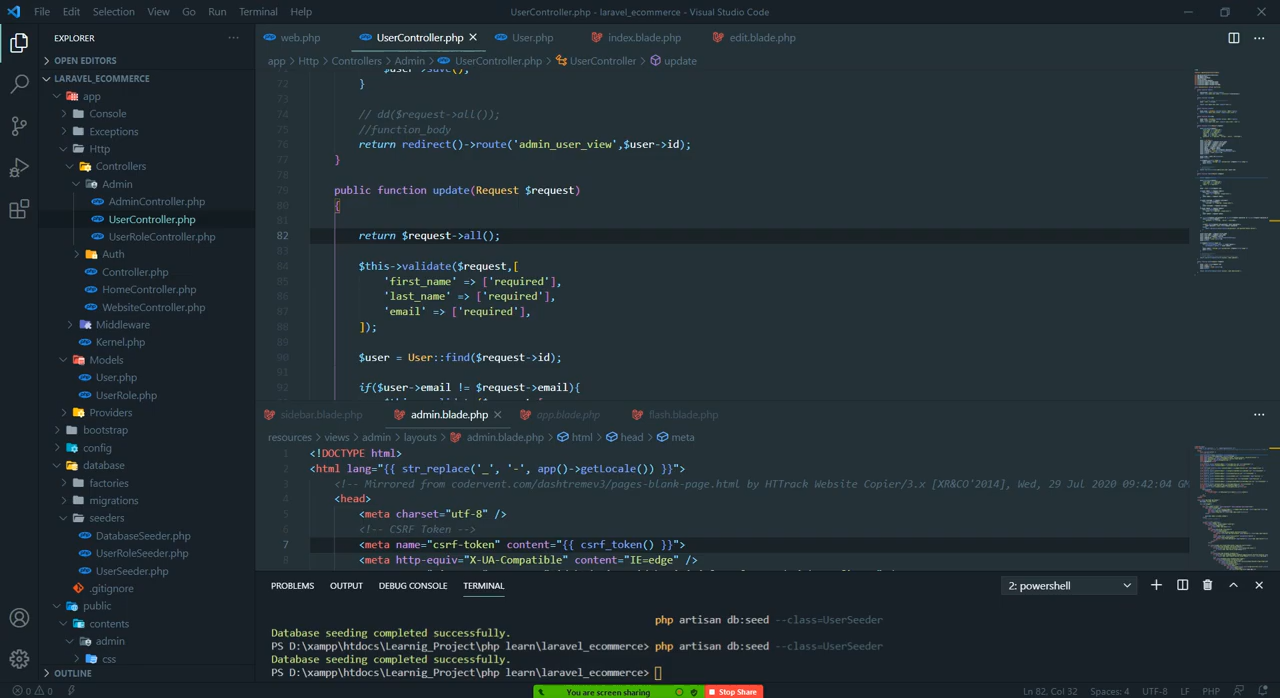 File Edit Selection View Go Run Terminal Help UserController.php - laravel_ecommerce - Visual Studio Code
EXPLORER
OPEN EDITORS
LARAVEL_ECOMMERCE
app
Console
Exceptions
Http
Controllers
Admin
AdminController.php
UserController.php
UserRoleController.php
Auth
Controller.php
HomeController.php
WebsiteController.php
Middleware
Kernel.php
Models
User.php
UserRole.php
Providers
bootstrap
config
database
factories
migrations
seeders
DatabaseSeeder.php
UserRoleSeeder.php
UserSeeder.php
.gitignore
public
contents
admin
css
OUTLINE
web.php UserController.php User.php index.blade.php edit.blade.php
app > Http > Controllers > Admin > UserController.php > UserController > update
72 }
73
74 // dd($request->all());
75 //function_body
76 return redirect()->route('admin_user_view',$user->id);
77 }
78
79 public function update(Request $request)
80 {
81
82 return $request->all();
83
84 $this->validate($request,[
85 'first_name' => ['required'],
86 'last_name' => ['required'],
87 'email' => ['required'],
88 ]);
89
90 $user = User::find($request->id);
91
92 if($user->email != $request->email){
sidebar.blade.php admin.blade.php app.blade.php flash.blade.php
resources > views > admin > layouts > admin.blade.php > html > head > meta
1 <!DOCTYPE html>
2 <html lang="{{ str_replace('_', '-', app()->getLocale()) }}">
3 <!-- Mirrored from codervent.com/dashtremev3/pages-blank-page.html by HTTrack Website Copier/3.x [XR&CO'2014], Wed, 29 Jul 2020 09:42:04 GM
4 <head>
5 <meta charset="utf-8" />
6 <!-- CSRF Token -->
7 <meta name="csrf-token" content="{{ csrf_token() }}">
8 <meta http-equiv="X-UA-Compatible" content="IE=edge" />
PROBLEMS OUTPUT DEBUG CONSOLE TERMINAL 2: powershell
php artisan db:seed --class=UserSeeder
Database seeding completed successfully.
PS D:\xampp\htdocs\Learnig_Project\php learn\laravel_ecommerce> php artisan db:seed --class=UserSeeder
Database seeding completed successfully.
PS D:\xampp\htdocs\Learnig_Project\php learn\laravel_ecommerce>
0 0 You are screen sharing Stop Share Ln 82, Col 32 Spaces: 4 UTF-8 LF PHP